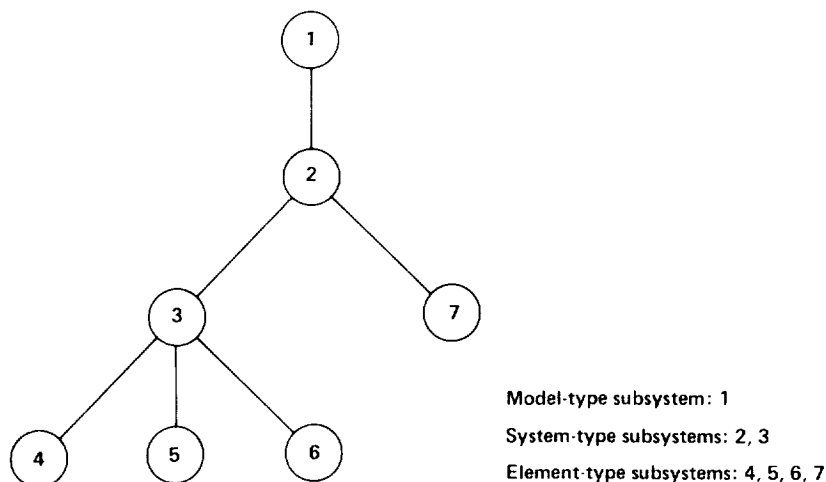 1
2
3
7
4
5
6
Model-type subsystem: 1
System-type subsystems: 2, 3
Element-type subsystems: 4, 5, 6, 7